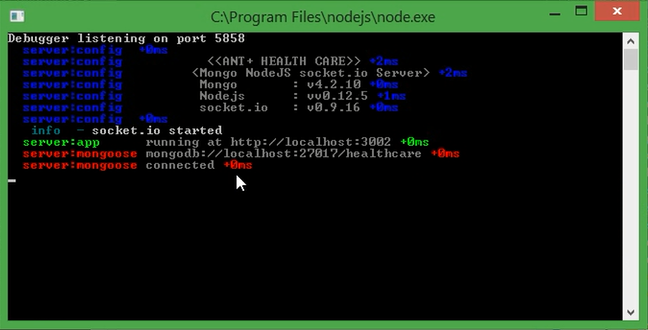 C:\Program Files\nodejs\node.exe
Debugger listening on port 5858
server:config +0ms
server:config <<ANT+ HEALTH CARE>> +2ms
server:config <Mongo NodeJS socket.io Server> +2ms
server:config Mongo : v4.2.10 +0ms
server:config Nodejs : vv0.12.5 +1ms
server:config socket.io : v0.9.16 +0ms
server:config +0ms
info - socket.io started
server:app running at http://localhost:3002 +0ms
server:mongoose mongodb://localhost:27017/healthcare +0ms
server:mongoose connected +0ms